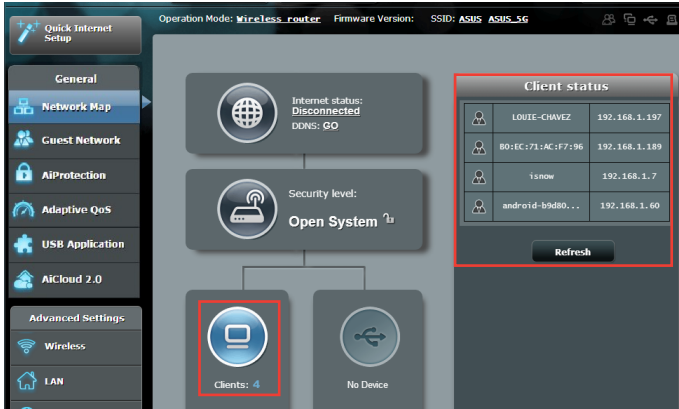 Quick Internet
Setup
Operation Mode: Wireless router Firmware Version: SSID: ASUS ASUS_5G
General
Network Map
Guest Network
AiProtection
Adaptive QoS
USB Application
AiCloud 2.0
Advanced Settings
Wireless
LAN
Internet status:
Disconnected
DDNS: GO
Security level:
Open System
Clients: 4
No Device
Client status
LOUIE-CHAVEZ 192.168.1.197
80:EC:71:AC:F7:96 192.168.1.189
isnow 192.168.1.7
android-b9d80... 192.168.1.60
Refresh